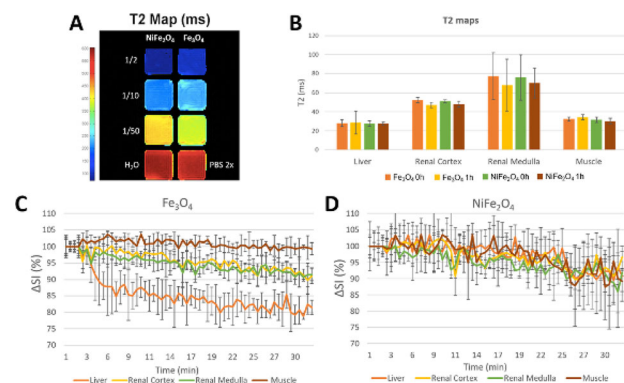 A
T2 Map (ms)
NiFe₂O₄ Fe₃O₄
1/2
1/10
1/50
H₂O PBS 2x
B
T2 maps
T2 (ms)
120
100
80
60
40
20
0
Liver Renal Cortex Renal Medulla Muscle
Fe₃O₄ 0h Fe₃O₄ 1h NiFe₂O₄ 0h NiFe₂O₄ 1h
C
Fe₃O₄
ΔSI (%)
110
105
100
95
90
85
80
75
70
1 3 6 9 11 14 17 19 22 25 27 30
Time (min)
Liver Renal Cortex Renal Medulla Muscle
D
NiFe₂O₄
ΔSI (%)
110
105
100
95
90
85
80
75
70
1 3 6 9 11 14 17 19 22 25 27 30
Time (min)
Liver Renal Cortex Renal Medulla Muscle